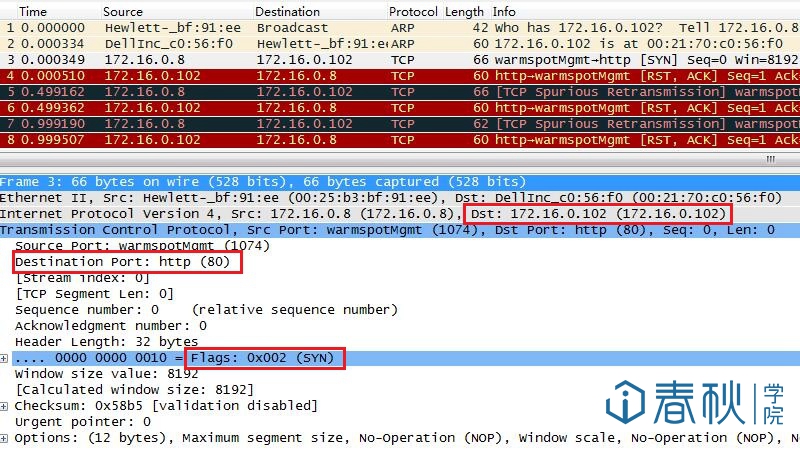 Time Source Destination Protocol Length Info
1 0.000000 Hewlett-_bf:91:ee Broadcast ARP 42 Who has 172.16.0.102? Tell 172.16.0.8
2 0.000334 DellInc_c0:56:f0 Hewlett-_bf:91:ee ARP 60 172.16.0.102 is at 00:21:70:c0:56:f0
3 0.000349 172.16.0.8 172.16.0.102 TCP 66 warmspotMgmt→http [SYN] Seq=0 Win=8192
4 0.000510 172.16.0.102 172.16.0.8 TCP 60 http→warmspotMgmt [RST, ACK] Seq=1 Ack=
5 0.499162 172.16.0.8 172.16.0.102 TCP 66 [TCP Spurious Retransmission] warmspot
6 0.499362 172.16.0.102 172.16.0.8 TCP 60 http→warmspotMgmt [RST, ACK] Seq=1 Ack=
7 0.999190 172.16.0.8 172.16.0.102 TCP 62 [TCP Spurious Retransmission] warmspot
8 0.999507 172.16.0.102 172.16.0.8 TCP 60 http→warmspotMgmt [RST, ACK] Seq=1 Ack=
Frame 3: 66 bytes on wire (528 bits), 66 bytes captured (528 bits)
Ethernet II, Src: Hewlett-_bf:91:ee (00:25:b3:bf:91:ee), Dst: DellInc_c0:56:f0 (00:21:70:c0:56:f0)
Internet Protocol Version 4, Src: 172.16.0.8 (172.16.0.8), Dst: 172.16.0.102 (172.16.0.102)
Transmission Control Protocol, Src Port: warmspotMgmt (1074), Dst Port: http (80), Seq: 0, Len: 0
Source Port: warmspotMgmt (1074)
Destination Port: http (80)
[Stream index: 0]
[TCP Segment Len: 0]
Sequence number: 0 (relative sequence number)
Acknowledgment number: 0
Header Length: 32 bytes
.... 0000 0000 0010 = Flags: 0x002 (SYN)
Window size value: 8192
[Calculated window size: 8192]
Checksum: 0x58b5 [validation disabled]
Urgent pointer: 0
Options: (12 bytes), Maximum segment size, No-Operation (NOP), Window scale, No-Operation (NOP), No
春秋学院